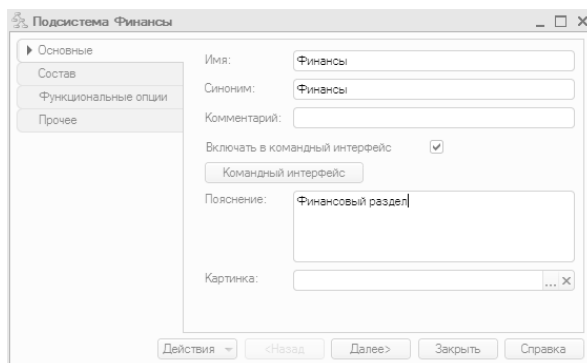 Подсистема Финансы
Основные
Состав
Функциональные опции
Прочее
Имя: Финансы
Синоним: Финансы
Комментарий:
Включать в командный интерфейс
Командный интерфейс
Пояснение: Финансовый раздел
Картинка: ...
Действия <Назад Далее> Закрыть Справка